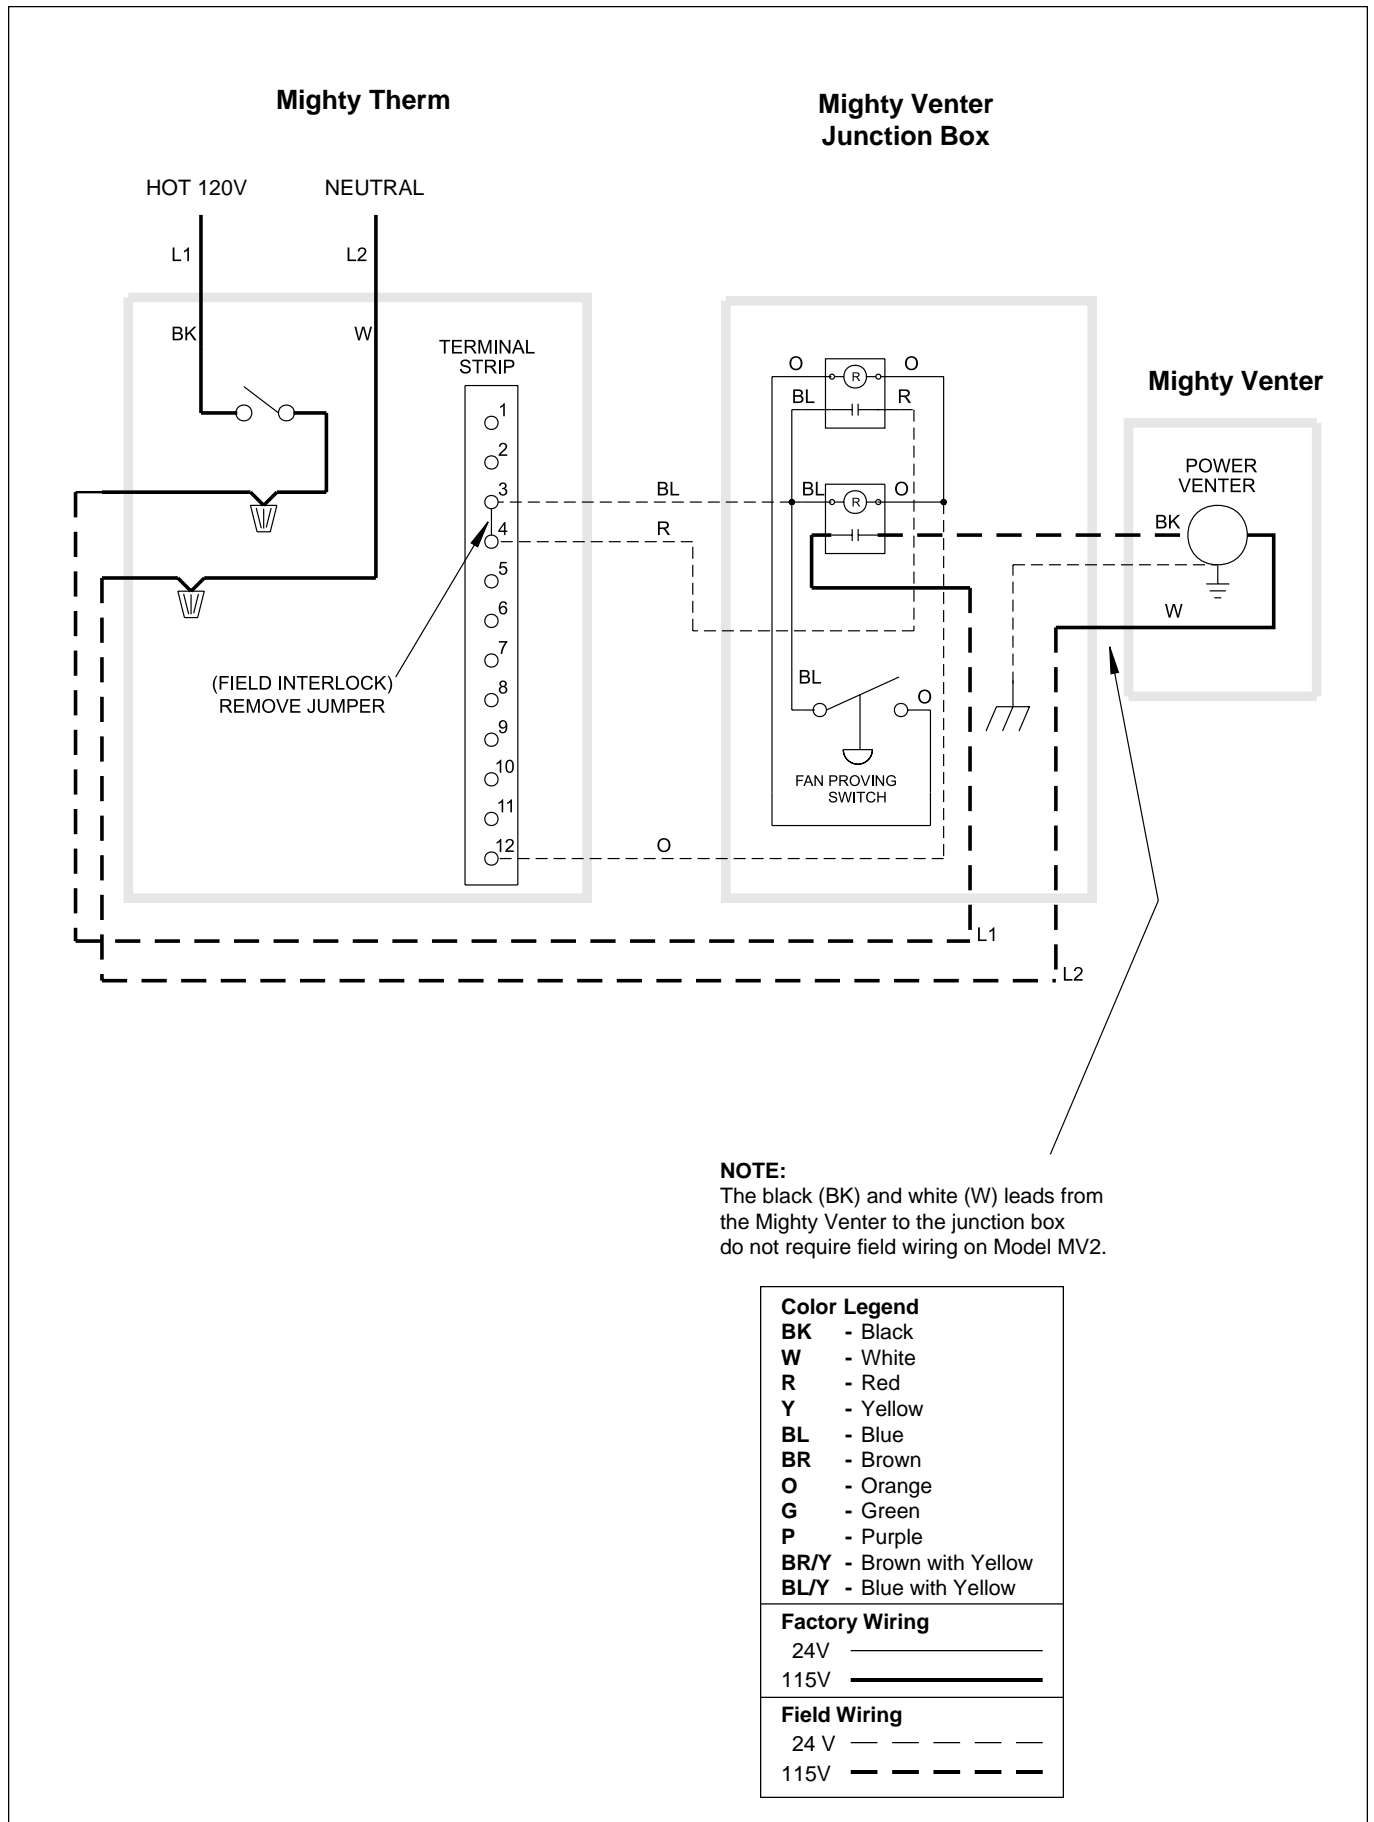 Mighty Therm
Mighty Venter
Junction Box
HOT 120V
NEUTRAL
L1
L2
BK
W
TERMINAL
STRIP
1
2
3
4
5
6
7
8
9
10
11
12
(FIELD INTERLOCK)
REMOVE JUMPER
BL
R
O
O
R
O
BL
R
BL
R
O
BL
O
FAN PROVING
SWITCH
Mighty Venter
POWER
VENTER
BK
W
L1
L2
NOTE:
The black (BK) and white (W) leads from
the Mighty Venter to the junction box
do not require field wiring on Model MV2.
Color Legend
BK - Black
W - White
R - Red
Y - Yellow
BL - Blue
BR - Brown
O - Orange
G - Green
P - Purple
BR/Y - Brown with Yellow
BL/Y - Blue with Yellow
Factory Wiring
24V
115V
Field Wiring
24 V
115V